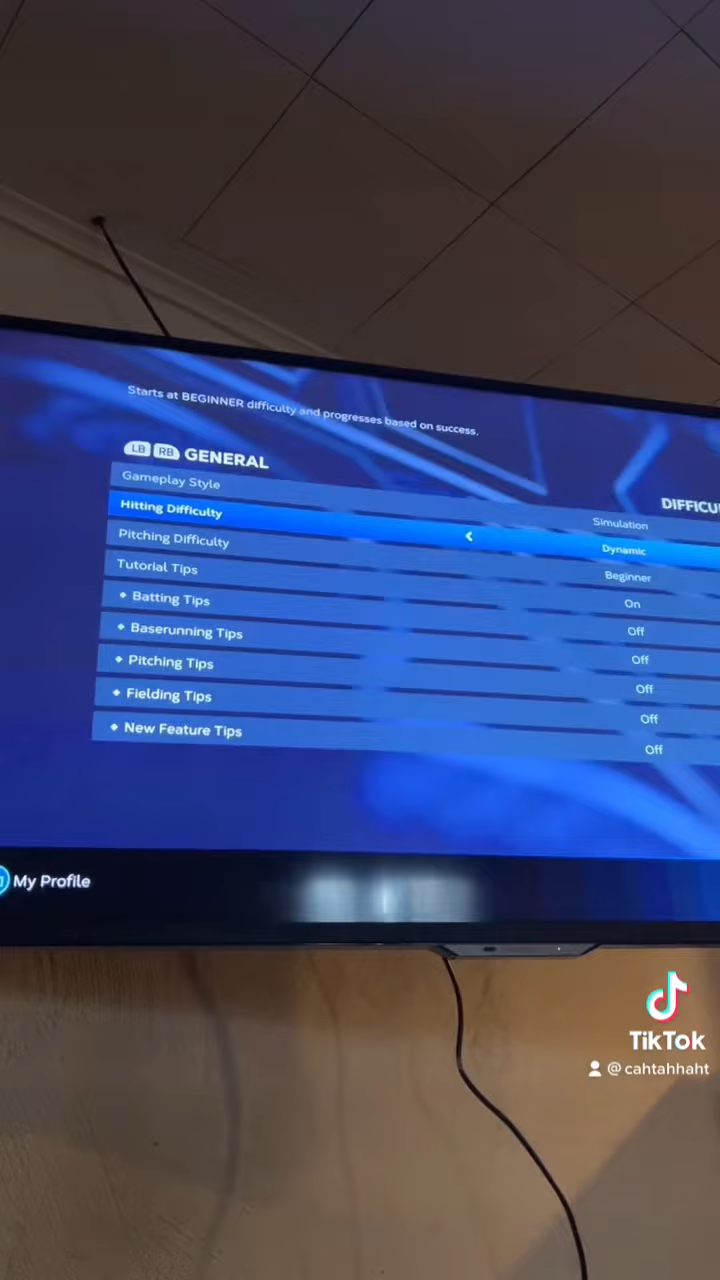 Starts at BEGINNER difficulty and progresses based on success.
LB RB GENERAL
DIFFICU
Gameplay Style Simulation
Hitting Difficulty Dynamic
Pitching Difficulty Beginner
Tutorial Tips On
Batting Tips Off
Baserunning Tips Off
Pitching Tips Off
Fielding Tips Off
New Feature Tips Off
My Profile
TikTok
@cahtahhaht